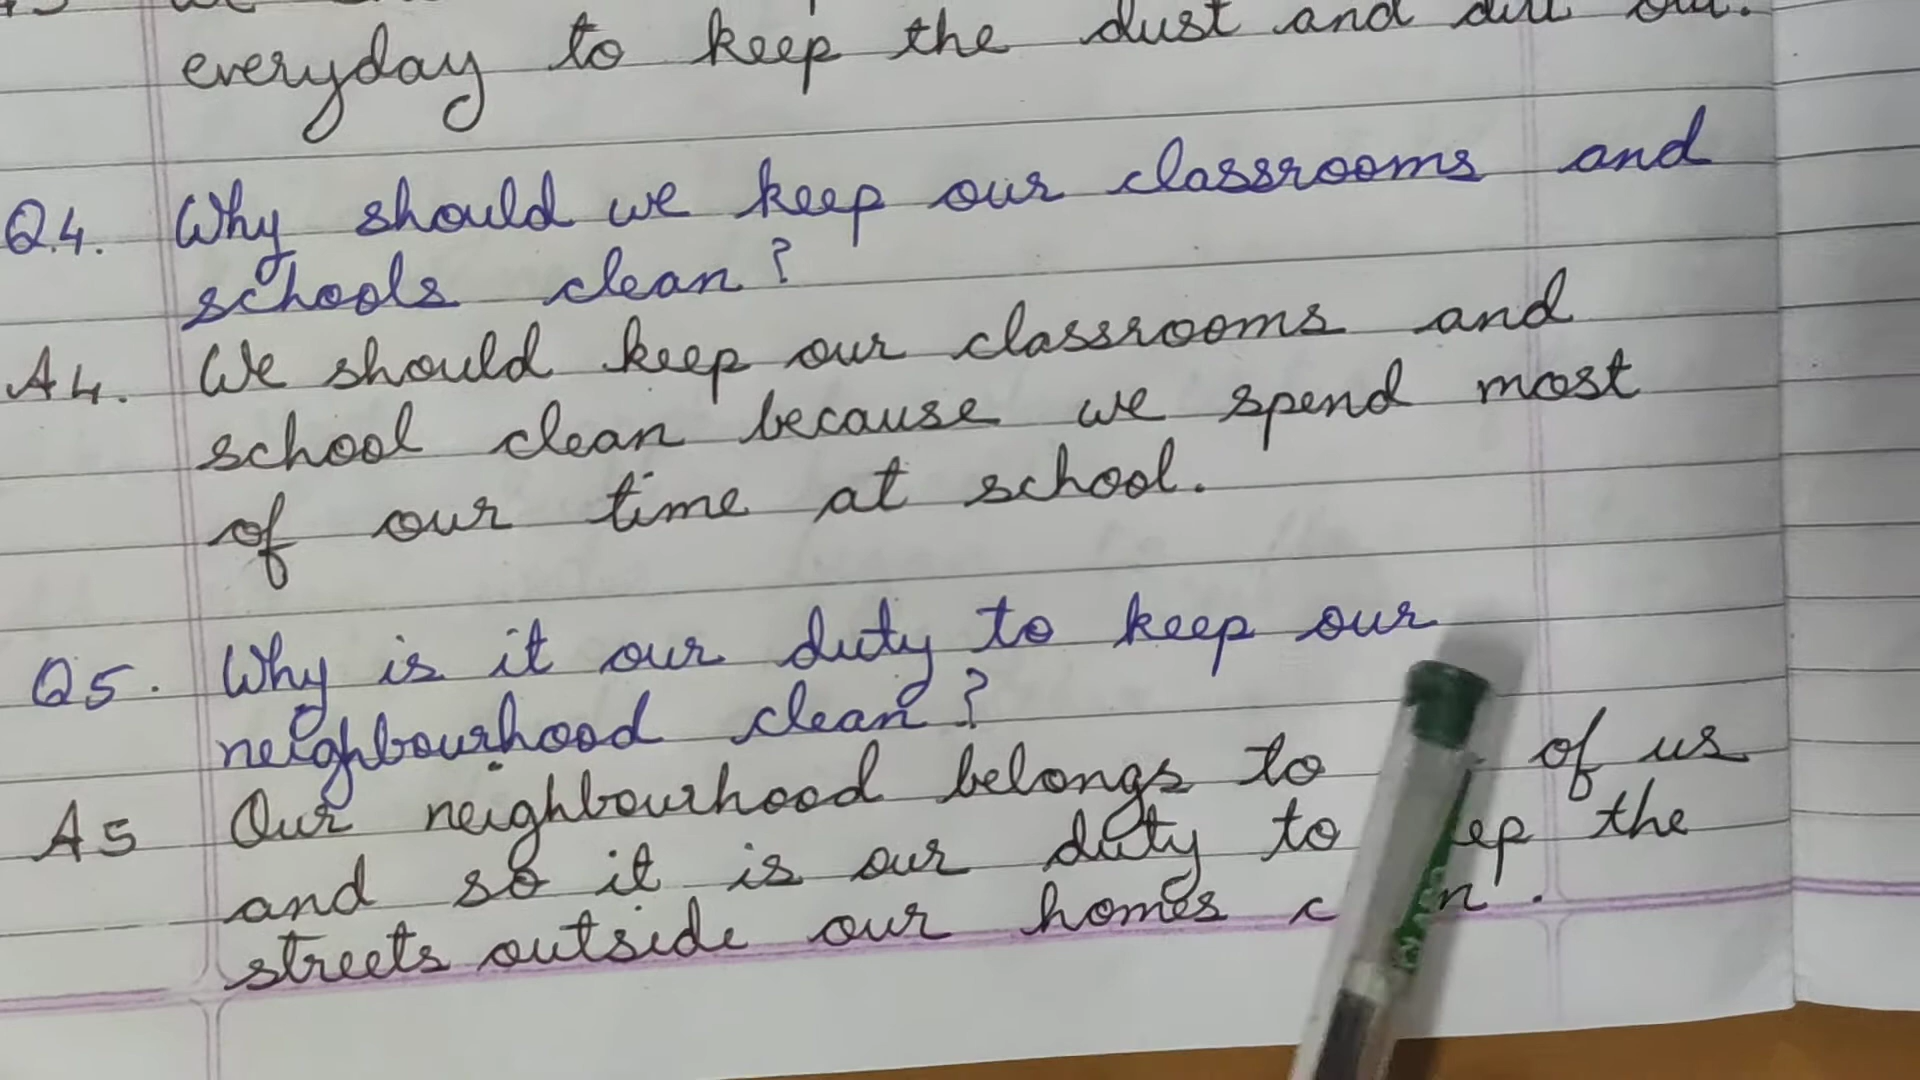 everyday to keep the dust and
Q.4. Why should we keep our classrooms and
schools clean?
A4. We should keep our classrooms and
school clean because we spend most
of our time at school.
Q5. Why is it our duty to keep our
neighbourhood clean?
A5 Our neighbourhood belongs to of us
and so it is our duty to the
streets outside our homes